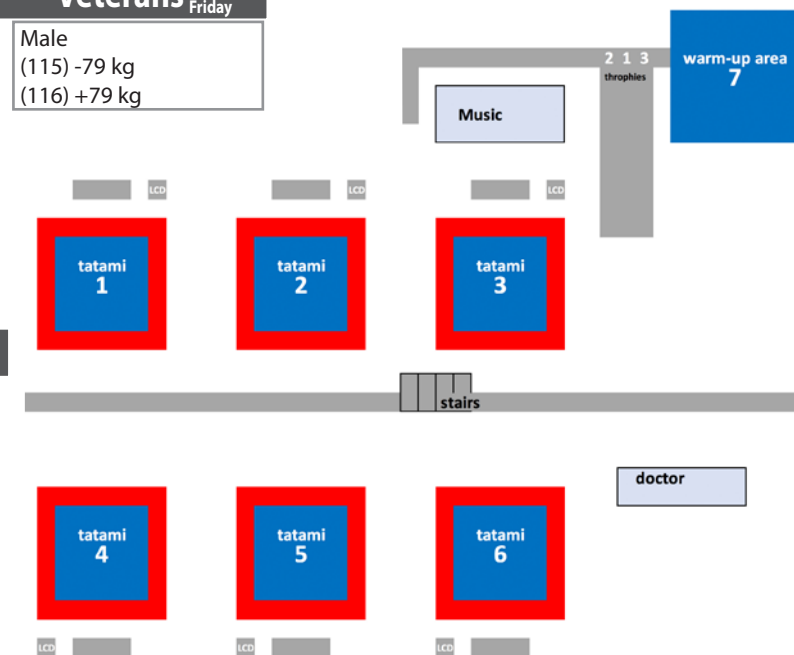 Veterans Friday
Male
(115) -79 kg
(116) +79 kg
2 1 3
throphies
warm-up area
7
Music
LCD
LCD
LCD
tatami
1
tatami
2
tatami
3
stairs
doctor
tatami
4
tatami
5
tatami
6
LCD
LCD
LCD